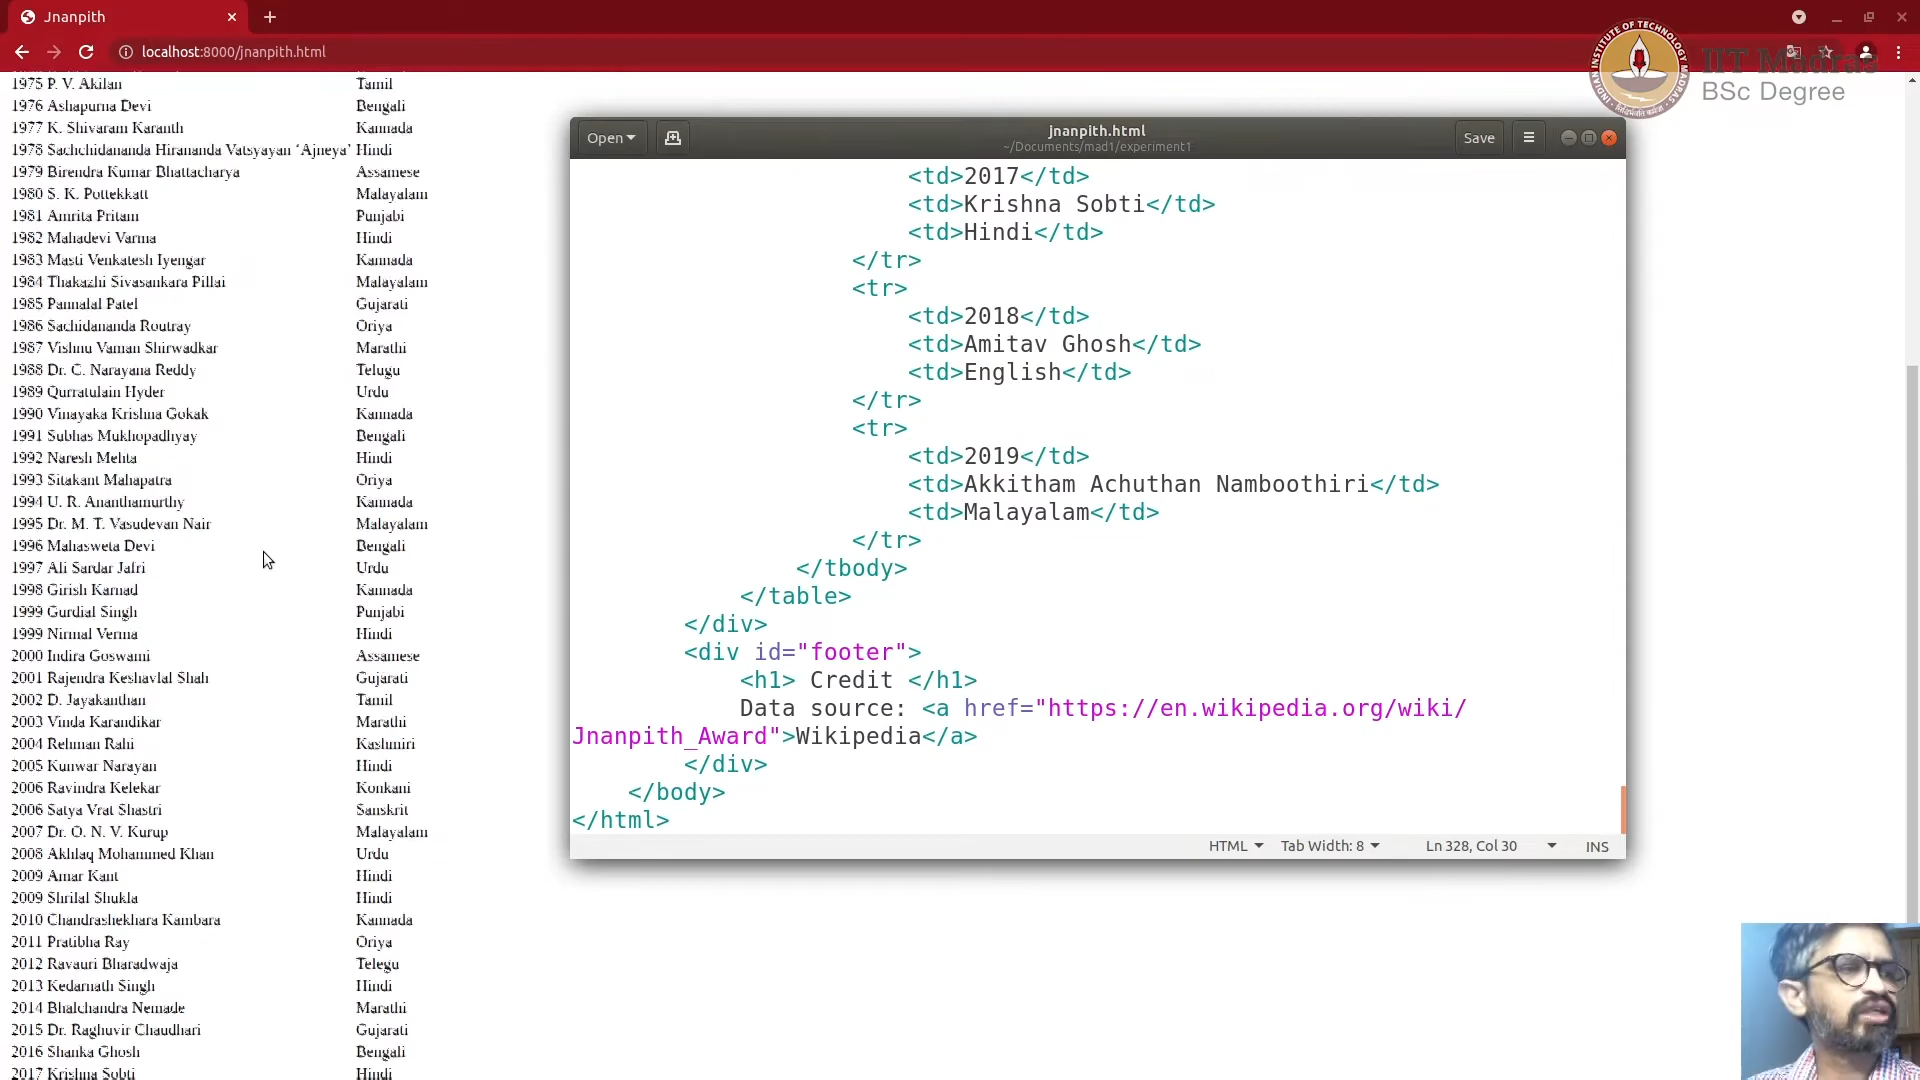 Jnanpith
localhost:8000/jnanpith.html
IIT Madras
BSc Degree
1975 P. V. Akilan Tamil
1976 Ashapurna Devi Bengali
1977 K. Shivaram Karanth Kannada
1978 Sachchidananda Hirananda Vatsyayan ‘Ajneya’ Hindi
1979 Birendra Kumar Bhattacharya Assamese
1980 S. K. Pottekkatt Malayalam
1981 Amrita Pritam Punjabi
1982 Mahadevi Varma Hindi
1983 Masti Venkatesh Iyengar Kannada
1984 Thakazhi Sivasankara Pillai Malayalam
1985 Pannalal Patel Gujarati
1986 Sachidananda Routray Oriya
1987 Vishnu Vaman Shirwadkar Marathi
1988 Dr. C. Narayana Reddy Telugu
1989 Qurratulain Hyder Urdu
1990 Vinayaka Krishna Gokak Kannada
1991 Subhas Mukhopadhyay Bengali
1992 Naresh Mehta Hindi
1993 Sitakant Mahapatra Oriya
1994 U. R. Ananthamurthy Kannada
1995 Dr. M. T. Vasudevan Nair Malayalam
1996 Mahasweta Devi Bengali
1997 Ali Sardar Jafri Urdu
1998 Girish Karnad Kannada
1999 Gurdial Singh Punjabi
1999 Nirmal Verma Hindi
2000 Indira Goswami Assamese
2001 Rajendra Keshavlal Shah Gujarati
2002 D. Jayakanthan Tamil
2003 Vinda Karandikar Marathi
2004 Rehman Rahi Kashmiri
2005 Kunwar Narayan Hindi
2006 Ravindra Kelekar Konkani
2006 Satya Vrat Shastri Sanskrit
2007 Dr. O. N. V. Kurup Malayalam
2008 Akhlaq Mohammed Khan Urdu
2009 Amar Kant Hindi
2009 Shrilal Shukla Hindi
2010 Chandrashekhara Kambara Kannada
2011 Pratibha Ray Oriya
2012 Ravauri Bharadwaja Telegu
2013 Kedarnath Singh Hindi
2014 Bhalchandra Nemade Marathi
2015 Dr. Raghuvir Chaudhari Gujarati
2016 Shanka Ghosh Bengali
2017 Krishna Sobti Hindi
Open
jnanpith.html
~/Documents/mad1/experiment1
Save
<td>2017</td>
<td>Krishna Sobti</td>
<td>Hindi</td>
</tr>
<tr>
<td>2018</td>
<td>Amitav Ghosh</td>
<td>English</td>
</tr>
<tr>
<td>2019</td>
<td>Akkitham Achuthan Namboothiri</td>
<td>Malayalam</td>
</tr>
</tbody>
</table>
</div>
<div id="footer">
<h1> Credit </h1>
Data source: <a href="https://en.wikipedia.org/wiki/
Jnanpith_Award">Wikipedia</a>
</div>
</body>
</html>
HTML Tab Width: 8 Ln 328, Col 30 INS